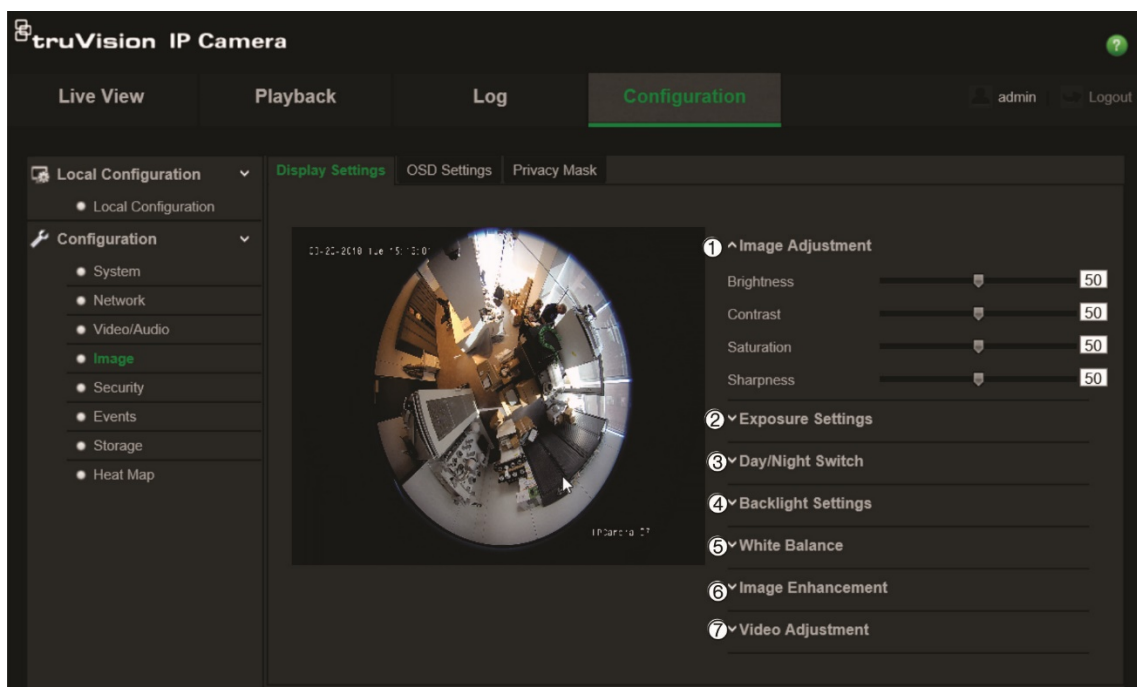 truVision IP Camera
?
Live View Playback Log Configuration admin Logout
Local Configuration
Local Configuration
Configuration
System
Network
Video/Audio
Image
Security
Events
Storage
Heat Map
Display Settings OSD Settings Privacy Mask
① Image Adjustment
Brightness 50
Contrast 50
Saturation 50
Sharpness 50
② Exposure Settings
③ Day/Night Switch
④ Backlight Settings
⑤ White Balance
⑥ Image Enhancement
⑦ Video Adjustment